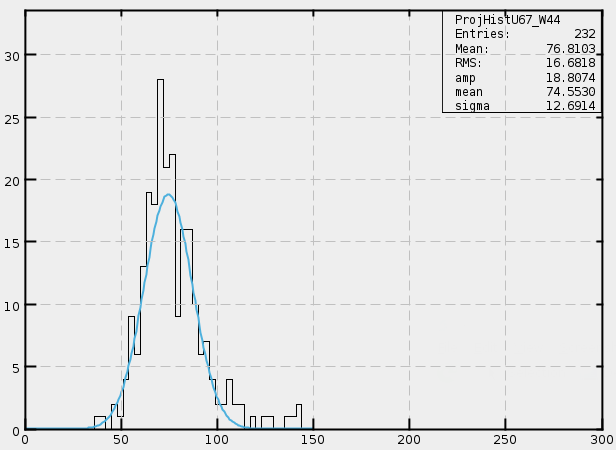 ProjHistU67_W44
Entries: 232
Mean: 76.8103
RMS: 16.6818
amp 18.8074
mean 74.5530
sigma 12.6914
30
25
20
15
10
5
0
0 50 100 150 200 250 300